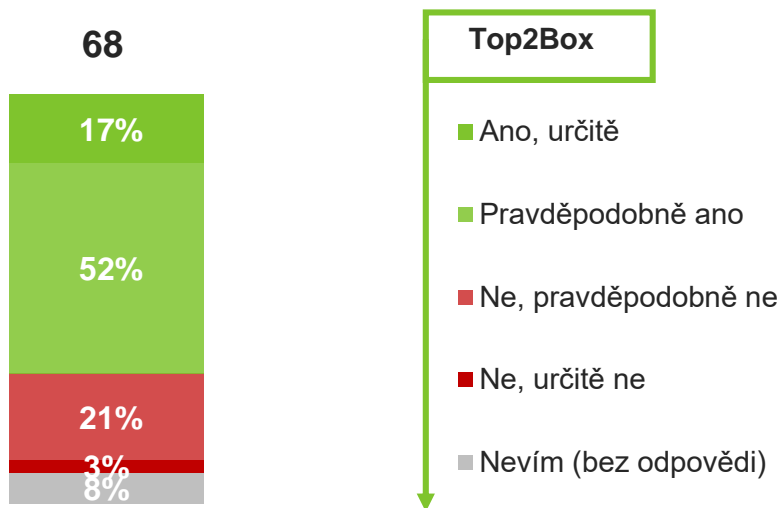 68
17%
52%
21%
3%
8%
Top2Box
Ano, určitě
Pravděpodobně ano
Ne, pravděpodobně ne
Ne, určitě ne
Nevím (bez odpovědi)